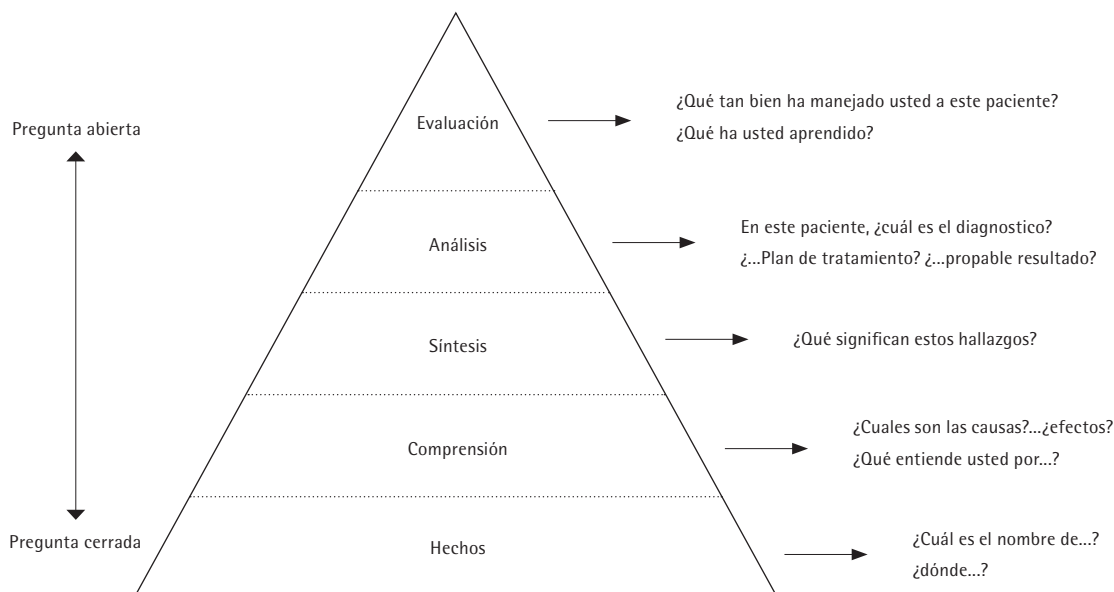 Pregunta abierta
Evaluación
¿Qué tan bien ha manejado usted a este paciente?
¿Qué ha usted aprendido?
Análisis
En este paciente, ¿cuál es el diagnostico?
¿...Plan de tratamiento? ¿...propable resultado?
Síntesis
¿Qué significan estos hallazgos?
Comprensión
¿Cuales son las causas?...¿efectos?
¿Qué entiende usted por...?
Pregunta cerrada
Hechos
¿Cuál es el nombre de...?
¿dónde...?